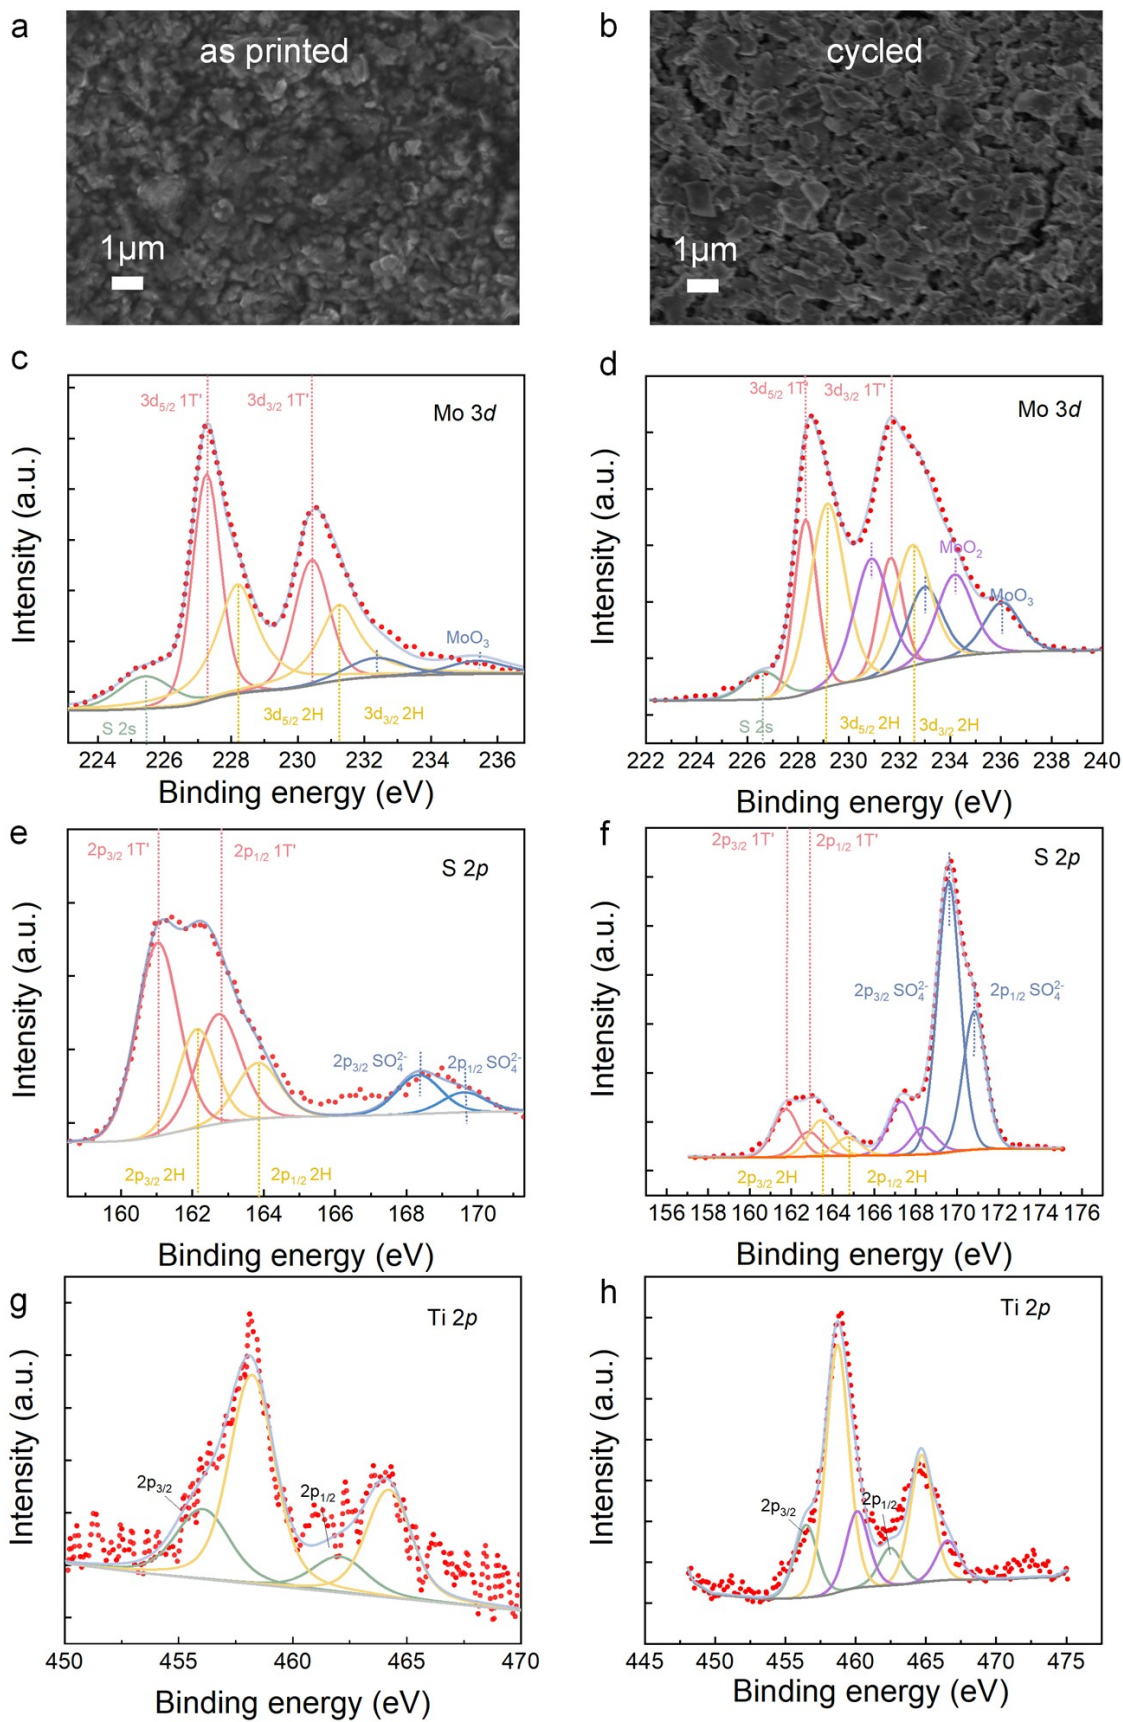 a
as printed
1μm
b
cycled
1μm
c
3d5/2 1T'
3d3/2 1T'
Mo 3d
MoO3
S 2s
3d5/2 2H
3d3/2 2H
224 226 228 230 232 234 236
Binding energy (eV)
Intensity (a.u.)
d
3d5/2 1T'
3d3/2 1T'
Mo 3d
MoO2
MoO3
S 2s
3d5/2 2H
3d3/2 2H
222 224 226 228 230 232 234 236 238 240
Binding energy (eV)
Intensity (a.u.)
e
2p3/2 1T'
2p1/2 1T'
S 2p
2p3/2 SO4^2-
2p1/2 SO4^2-
2p3/2 2H
2p1/2 2H
160 162 164 166 168 170
Binding energy (eV)
Intensity (a.u.)
f
2p3/2 1T'
2p1/2 1T'
S 2p
2p3/2 SO4^2-
2p1/2 SO4^2-
2p3/2 2H
2p1/2 2H
156 158 160 162 164 166 168 170 172 174 176
Binding energy (eV)
Intensity (a.u.)
g
Ti 2p
2p3/2
2p1/2
450 455 460 465 470
Binding energy (eV)
Intensity (a.u.)
h
Ti 2p
2p3/2
2p1/2
445 450 455 460 465 470 475
Binding energy (eV)
Intensity (a.u.)